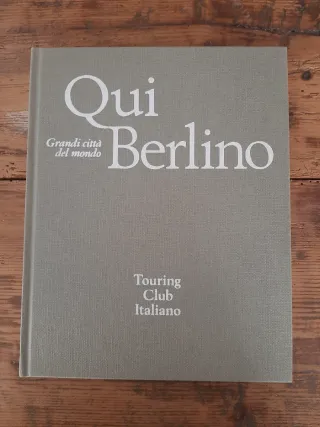 Qui
Grandi città
del mondo
Berlino
Touring
Club
Italiano